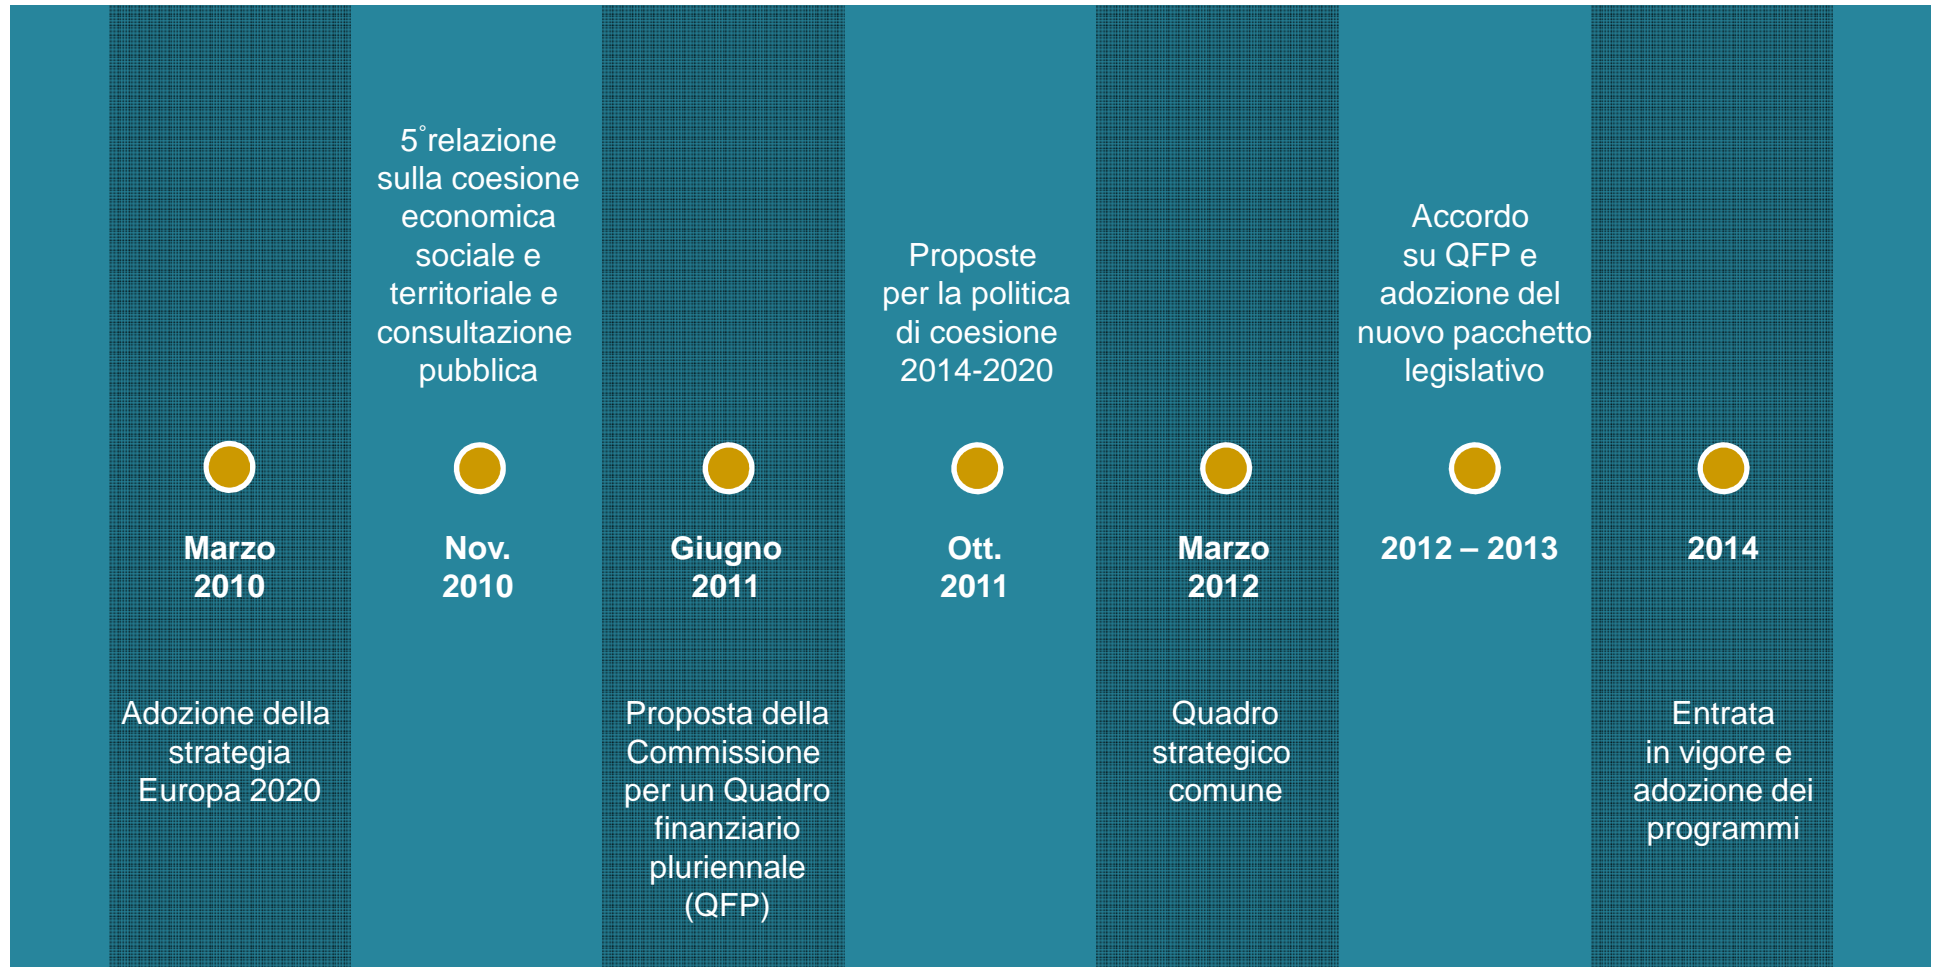 Marzo
2010
Adozione della
strategia
Europa 2020
5°relazione
sulla coesione
economica
sociale e
territoriale e
consultazione
pubblica
Nov.
2010
Giugno
2011
Proposta della
Commissione
per un Quadro
finanziario
pluriennale
(QFP)
Proposte
per la politica
di coesione
2014-2020
Ott.
2011
Marzo
2012
Quadro
strategico
comune
Accordo
su QFP e
adozione del
nuovo pacchetto
legislativo
2012 – 2013
2014
Entrata
in vigore e
adozione dei
programmi